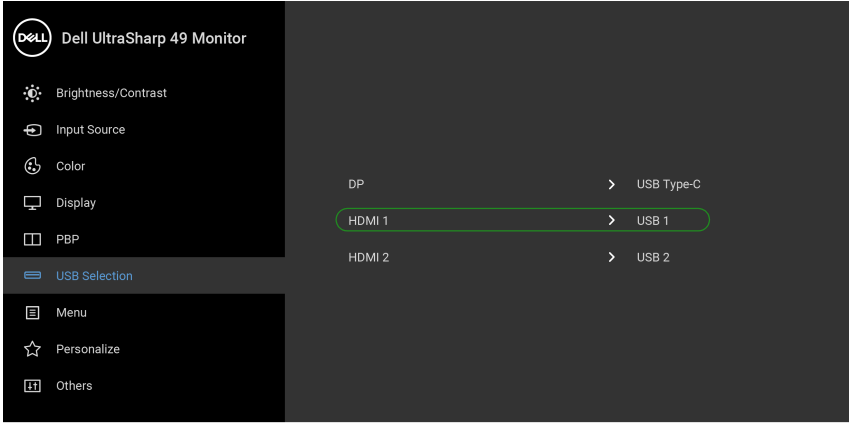 DELL
Dell UltraSharp 49 Monitor
Brightness/Contrast
Input Source
Color
Display
PBP
USB Selection
Menu
Personalize
Others
DP USB Type-C
HDMI 1 USB 1
HDMI 2 USB 2